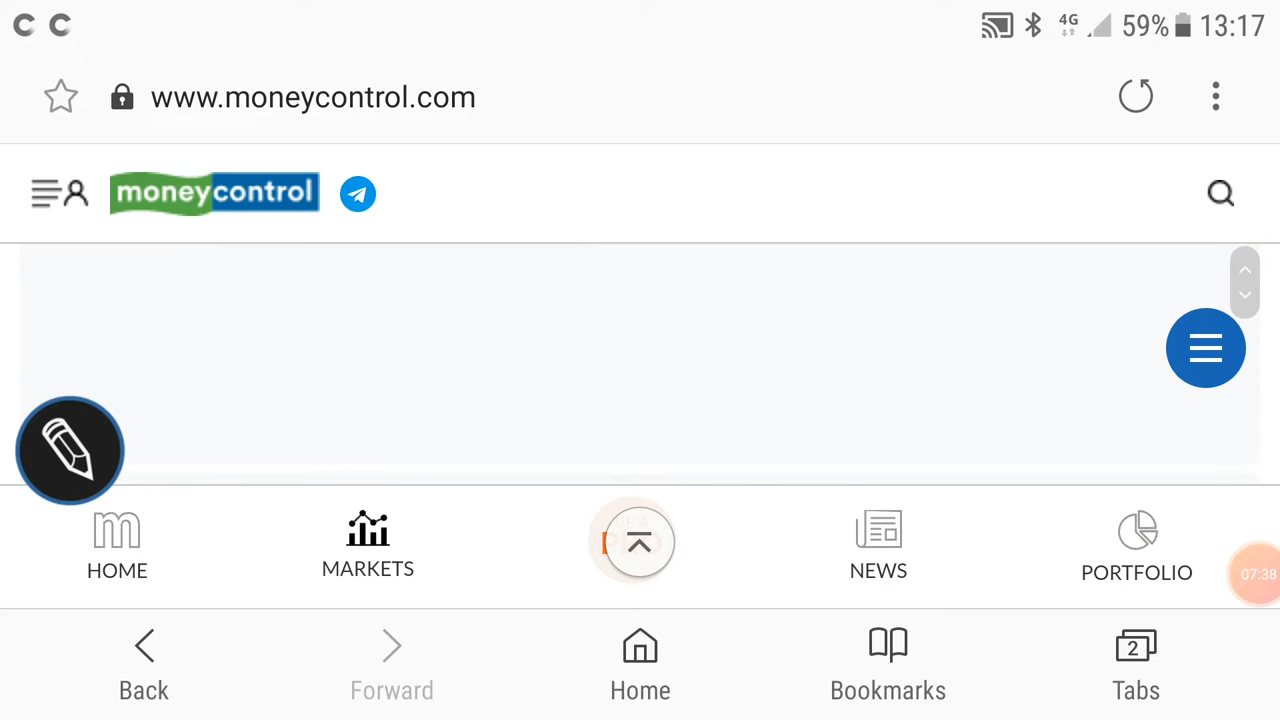 4G 59% 13:17
www.moneycontrol.com
moneycontrol
HOME MARKETS NEWS PORTFOLIO
07:38
2
Back Forward Home Bookmarks Tabs